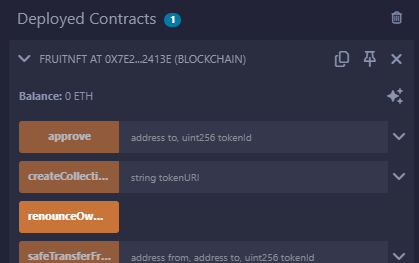 Deployed Contracts 1
FRUITNFT AT 0X7E2...2413E (BLOCKCHAIN)
Balance: 0 ETH
approve address to, uint256 tokenId
createCollecti... string tokenURI
renounceOw...
safeTransferFr... address from, address to, uint256 tokenId